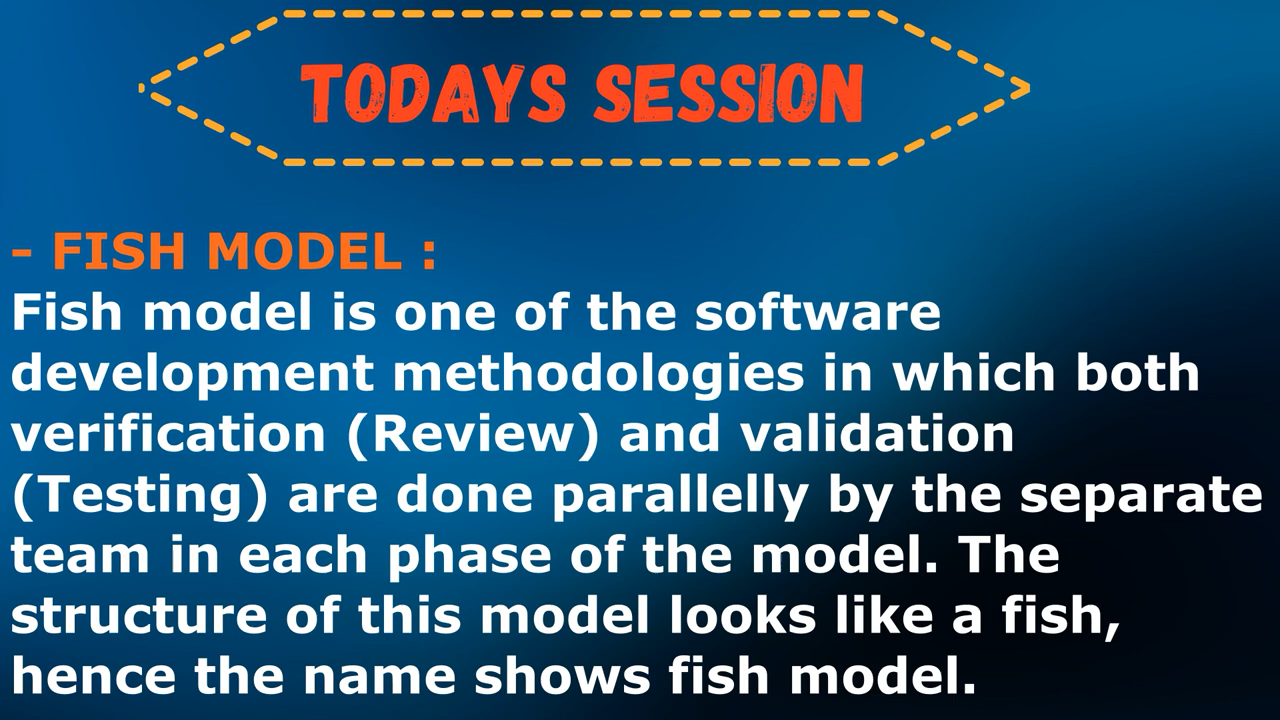 TODAYS SESSION
- FISH MODEL :
Fish model is one of the software
development methodologies in which both
verification (Review) and validation
(Testing) are done parallelly by the separate
team in each phase of the model. The
structure of this model looks like a fish,
hence the name shows fish model.